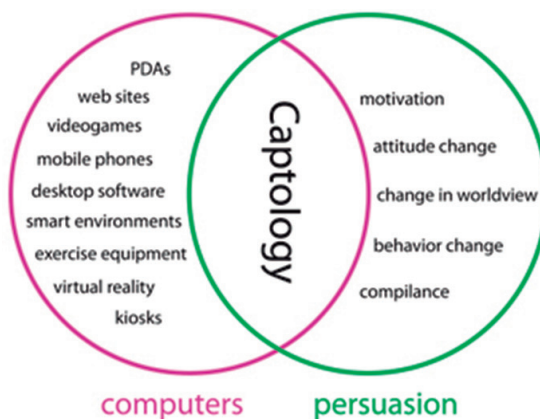 PDAs
web sites
videogames
mobile phones
desktop software
smart environments
exercise equipment
virtual reality
kiosks
Captology
motivation
attitude change
change in worldview
behavior change
compilance
computers
persuasion